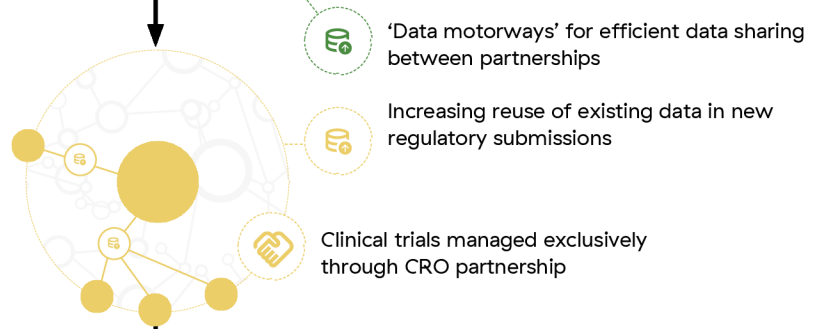 ‘Data motorways’ for efficient data sharing
between partnerships
Increasing reuse of existing data in new
regulatory submissions
Clinical trials managed exclusively
through CRO partnership